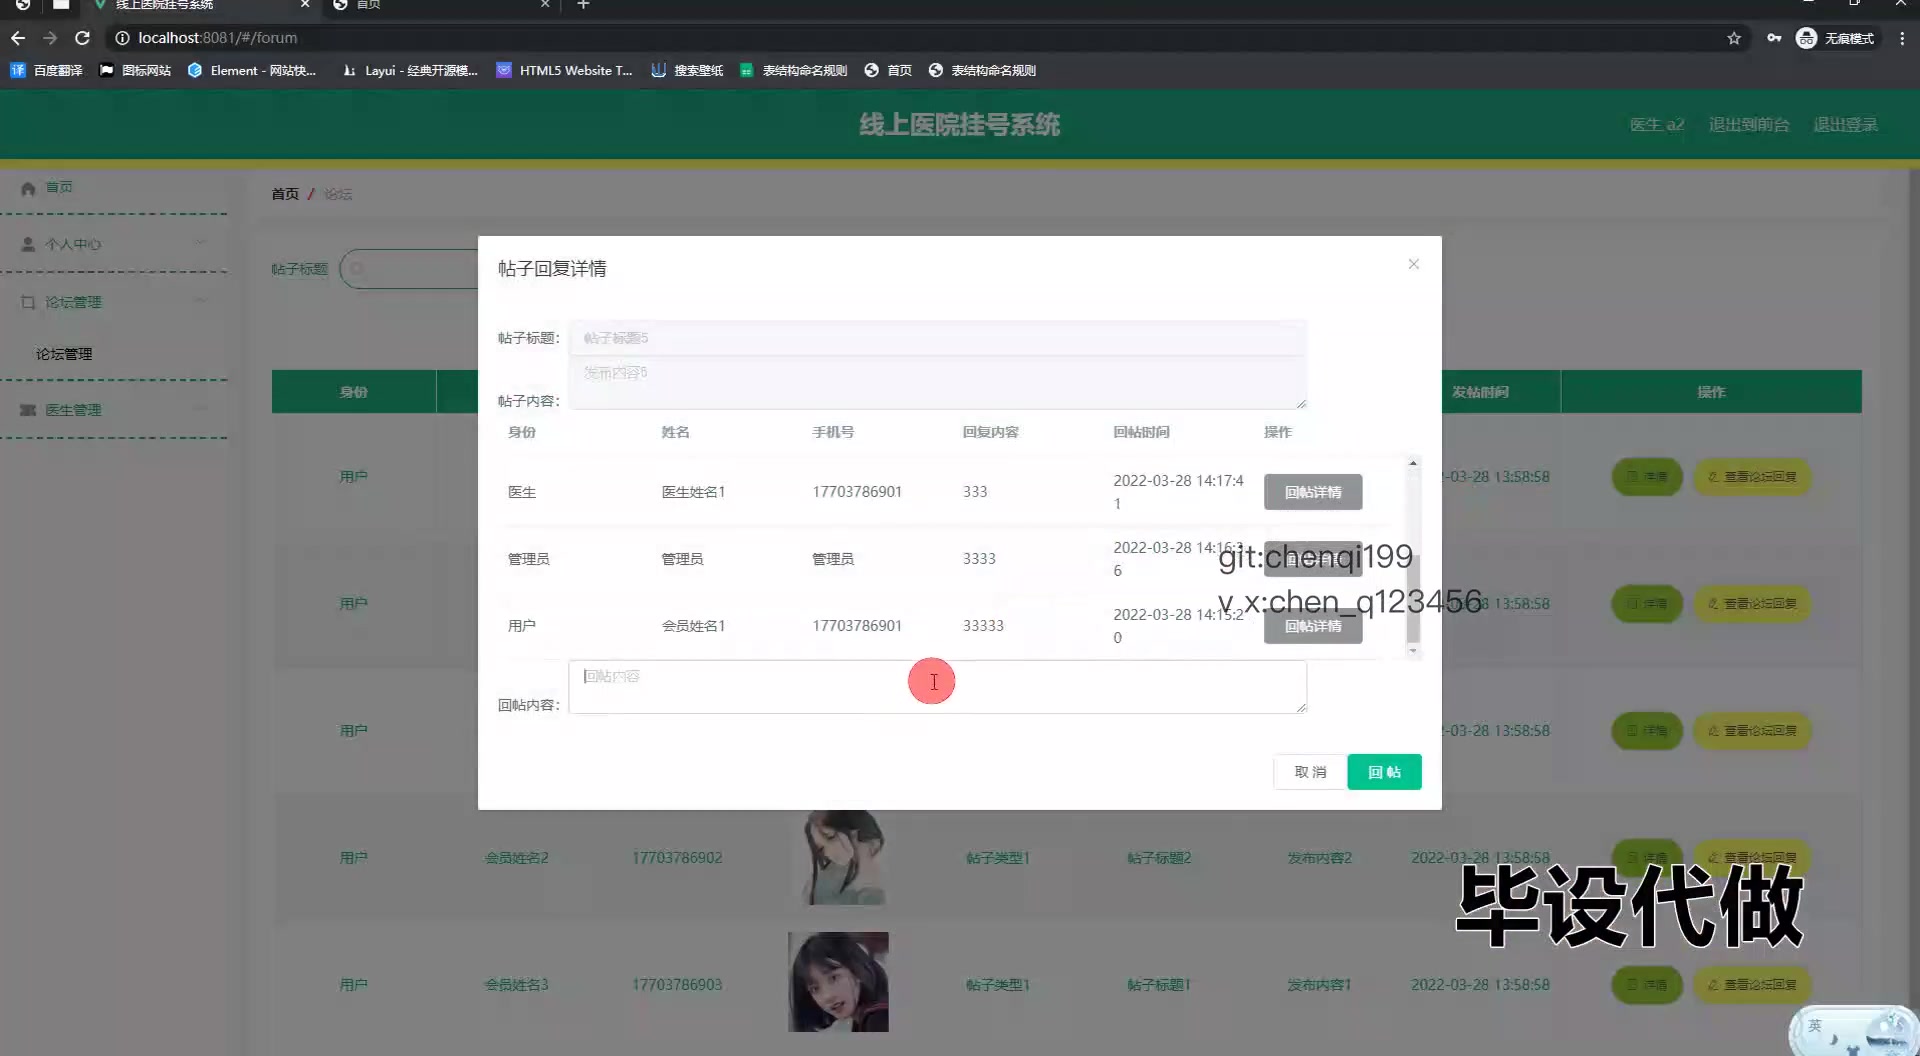 线上医院挂号系统
首页
localhost:8081/#/forum
无痕模式
译 百度翻译
图标网站
Element - 网站快...
Layui - 经典开源模...
HTML5 Website T...
搜索壁纸
表结构命名规则
首页
表结构命名规则
线上医院挂号系统
医生 a2
退出到前台
退出登录
首页
个人中心
论坛管理
论坛管理
医生管理
首页 / 论坛
帖子标题
身份
发帖时间
操作
帖子回复详情
帖子标题: 帖子标题5
帖子内容: 发布内容5
身份 姓名 手机号 回复内容 回帖时间 操作
医生 医生姓名1 17703786901 333 2022-03-28 14:17:41 回帖详情
管理员 管理员 管理员 3333 2022-03-28 14:16:36 回帖详情
用户 会员姓名1 17703786901 33333 2022-03-28 14:15:20 回帖详情
回帖内容: 回帖内容
取 消
回 帖
git:chenqi199
v x:chen_q123456
用户 -03-28 13:58:58 详情 查看论坛回复
用户 -03-28 13:58:58 详情 查看论坛回复
用户 -03-28 13:58:58 详情 查看论坛回复
用户 会员姓名2 17703786902 帖子类型1 帖子标题2 发布内容2 2022-03-28 13:58:58 详情 查看论坛回复
用户 会员姓名3 17703786903 帖子类型1 帖子标题1 发布内容1 2022-03-28 13:58:58 详情 查看论坛回复
毕设代做
英